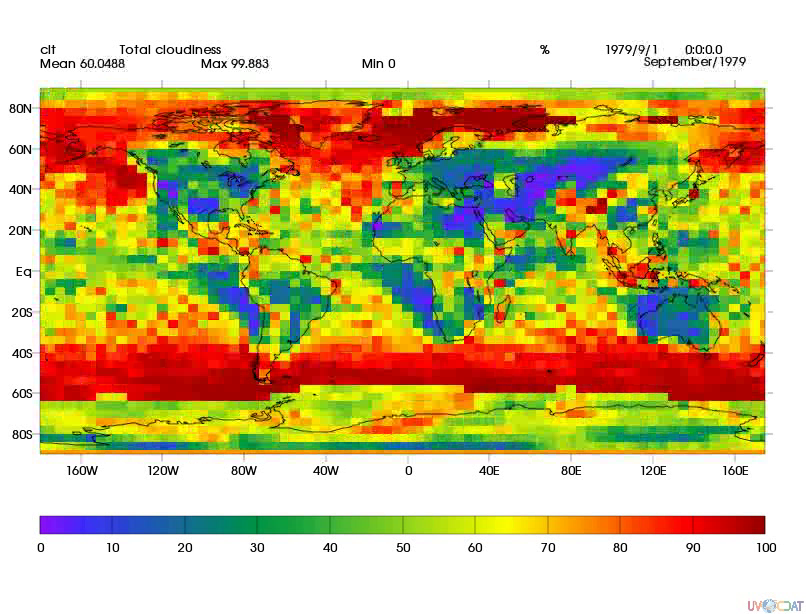 clt Total cloudiness % 1979/9/1 0:0:0.0
Mean 60.0488 Max 99.883 Min 0 September/1979
80N
60N
40N
20N
Eq
20S
40S
60S
80S
160W 120W 80W 40W 0 40E 80E 120E 160E
0 10 20 30 40 50 60 70 80 90 100
UV CDAT